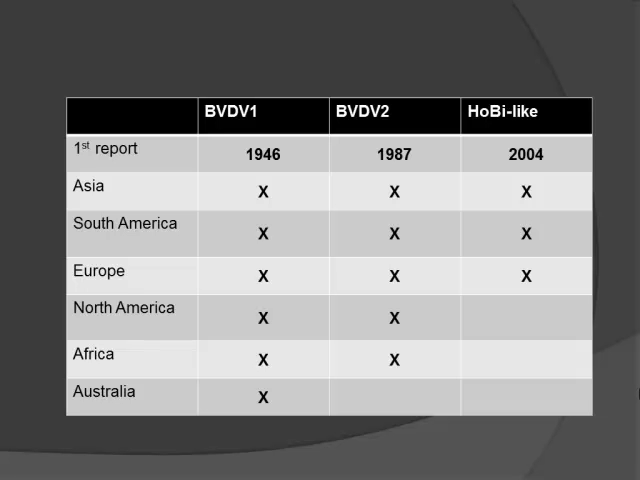 BVDV1 BVDV2 HoBi-like
1st report 1946 1987 2004
Asia X X X
South America X X X
Europe X X X
North America X X
Africa X X
Australia X